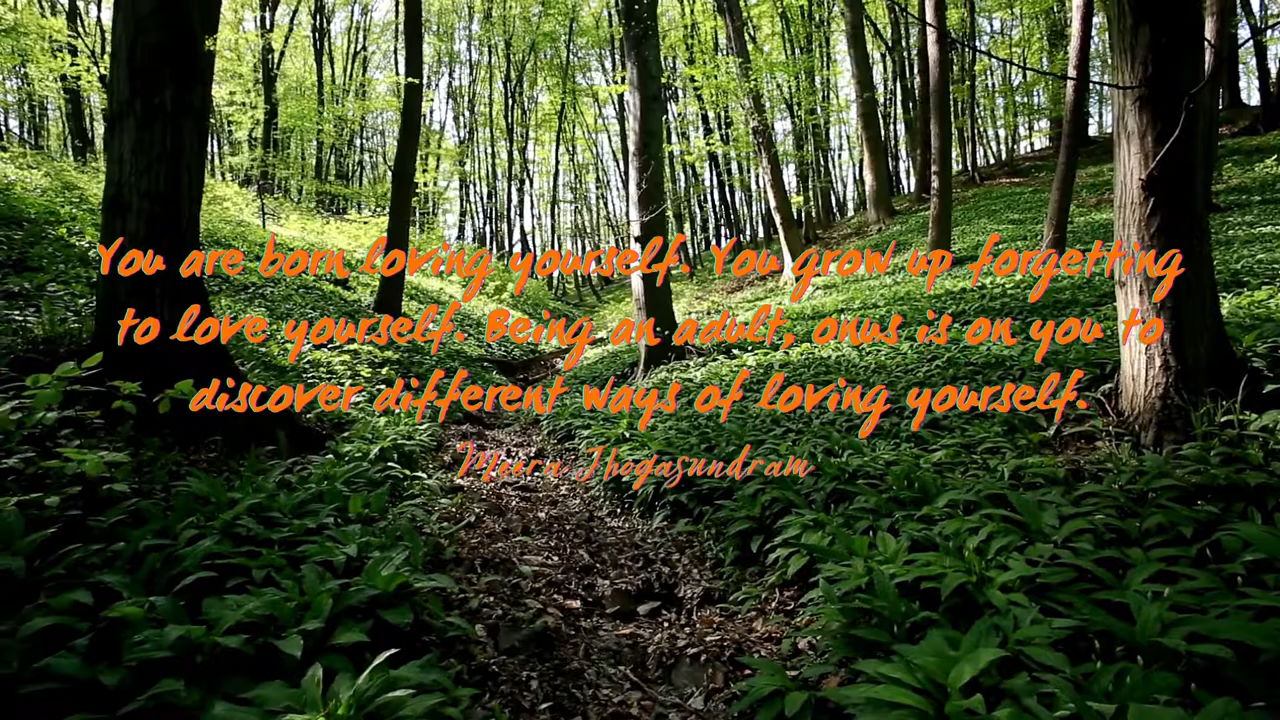 You are born loving yourself. You grow up forgetting
to love yourself. Being an adult, onus is on you to
discover different ways of loving yourself.
Meera Jhogasundram